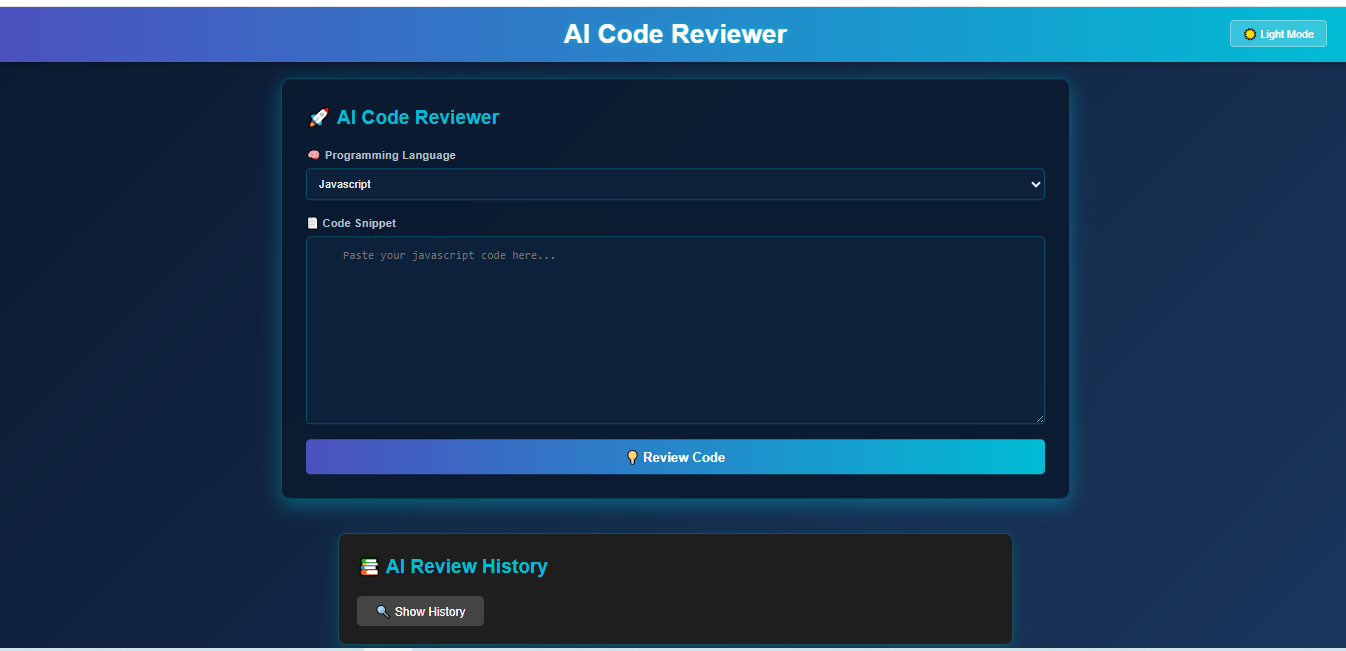 AI Code Reviewer
Light Mode
AI Code Reviewer
Programming Language
Javascript
Code Snippet
Paste your javascript code here...
Review Code
AI Review History
Show History